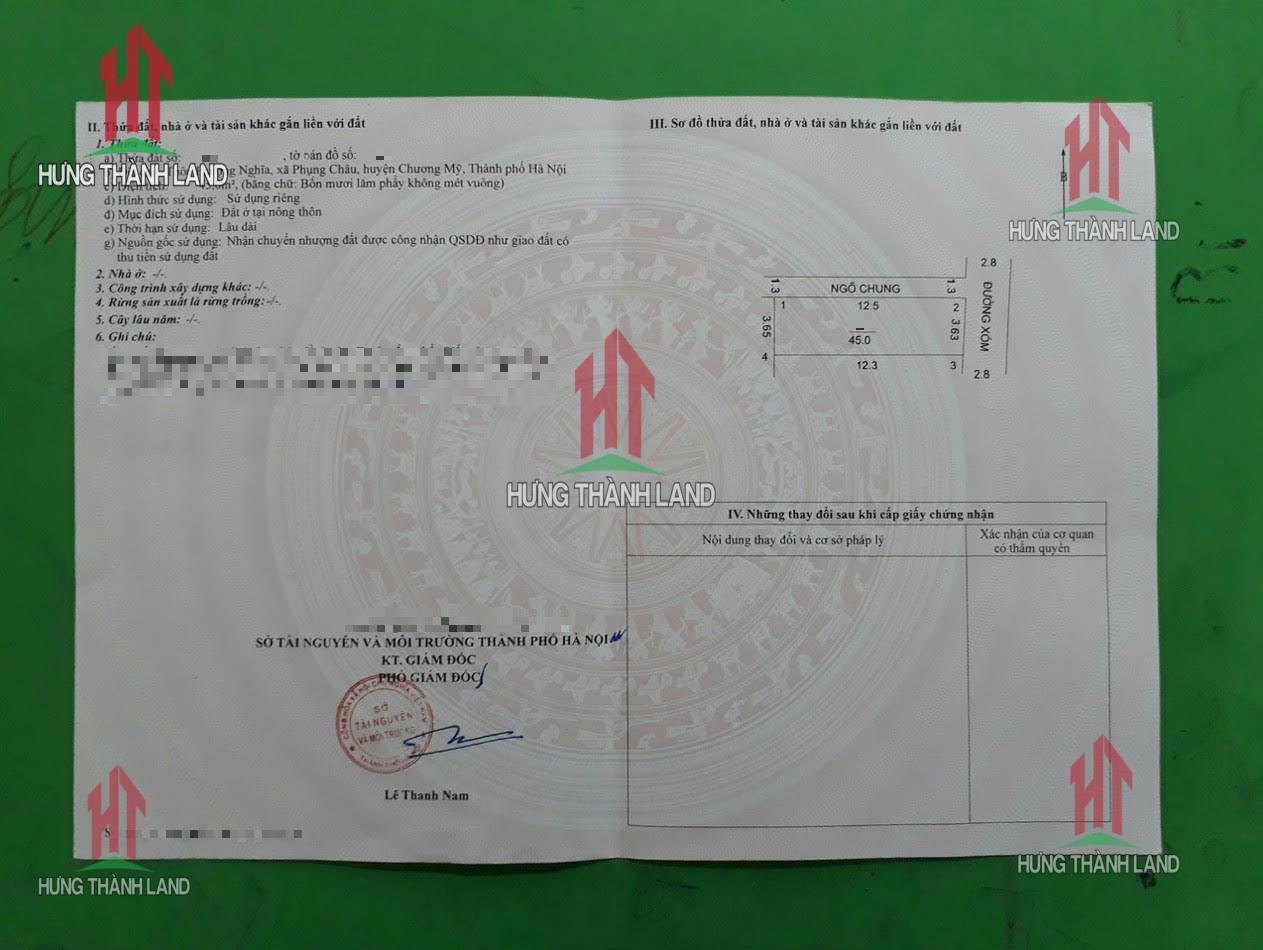 HƯNG THÀNH LAND
HƯNG THÀNH LAND
II. Thửa đất, nhà ở và tài sản khác gắn liền với đất
1. Thửa đất:
a) Thửa đất số: , tờ bản đồ số:
Nghĩa, xã Phụng Châu, huyện Chương Mỹ, Thành phố Hà Nội
m², (bằng chữ: Bốn mươi lăm phẩy không mét vuông)
d) Hình thức sử dụng: Sử dụng riêng
đ) Mục đích sử dụng: Đất ở tại nông thôn
e) Thời hạn sử dụng: Lâu dài
g) Nguồn gốc sử dụng: Nhận chuyển nhượng đất được công nhận QSDĐ như giao đất có
thu tiền sử dụng đất
2. Nhà ở: -/-.
3. Công trình xây dựng khác: -/-.
4. Rừng sản xuất là rừng trồng: -/-.
5. Cây lâu năm: -/-.
6. Ghi chú:
SỞ TÀI NGUYÊN VÀ MÔI TRƯỜNG THÀNH PHỐ HÀ NỘI
KT. GIÁM ĐỐC
PHÓ GIÁM ĐỐC
SỞ
TÀI NGUYÊN
VÀ MÔI TRƯỜNG
Lê Thanh Nam
III. Sơ đồ thửa đất, nhà ở và tài sản khác gắn liền với đất
B
2.8
1.3
NGÕ CHUNG
1.3
1
12.5
2
3.65
45.0
3.63
ĐƯỜNG XÓM
4
12.3
3
2.8
HƯNG THÀNH LAND
IV. Những thay đổi sau khi cấp giấy chứng nhận
Nội dung thay đổi và cơ sở pháp lý
Xác nhận của cơ quan
có thẩm quyền
HƯNG THÀNH LAND
HƯNG THÀNH LAND